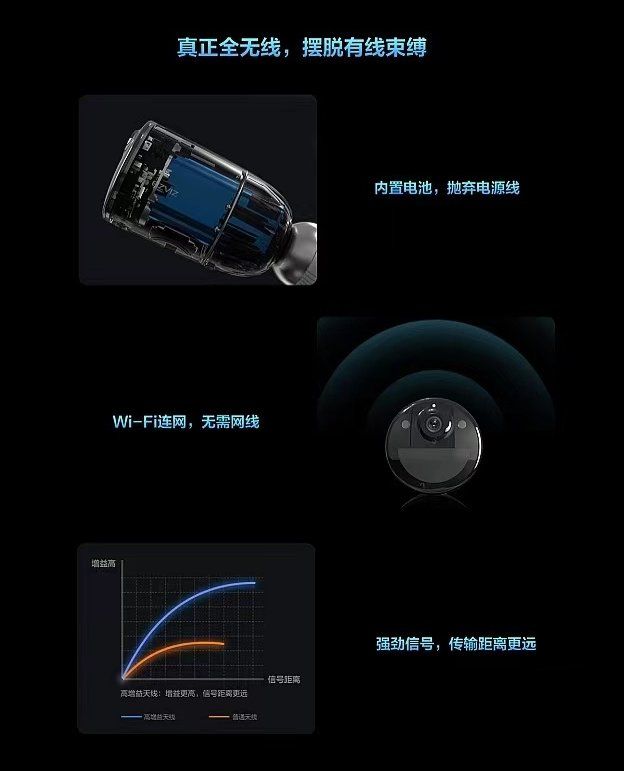 真正全无线，摆脱有线束缚
EZVIZ
内置电池，抛弃电源线
Wi-Fi连网，无需网线
增益高
强劲信号，传输距离更远
信号距离
高增益天线：增益更高，信号距离更远
高增益天线
普通天线